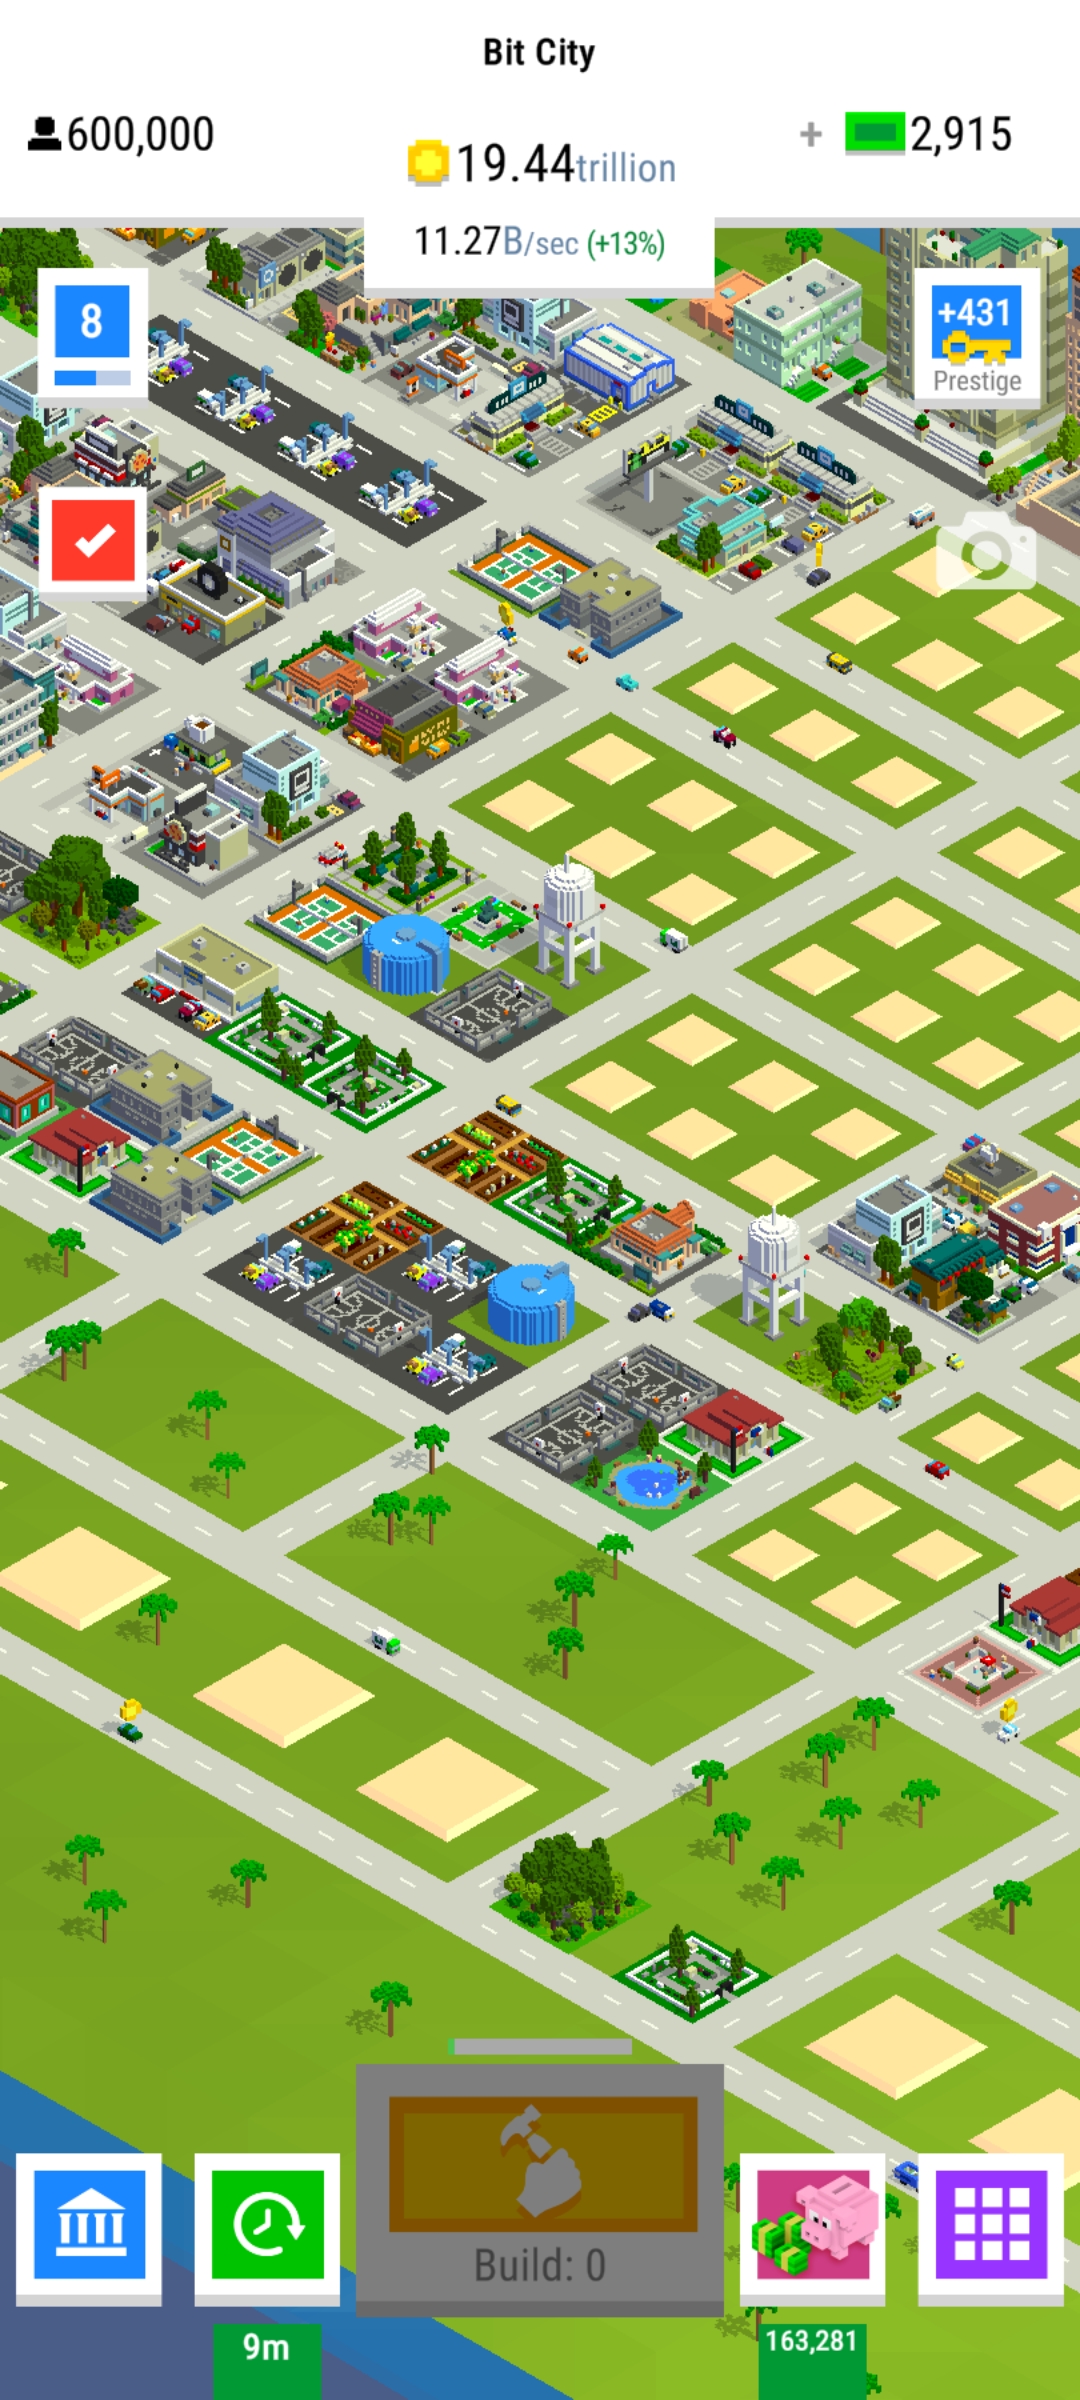 Bit City
600,000
19.44trillion
+ 2,915
11.27B/sec (+13%)
8
+431
Prestige
Build: 0
9m
163,281